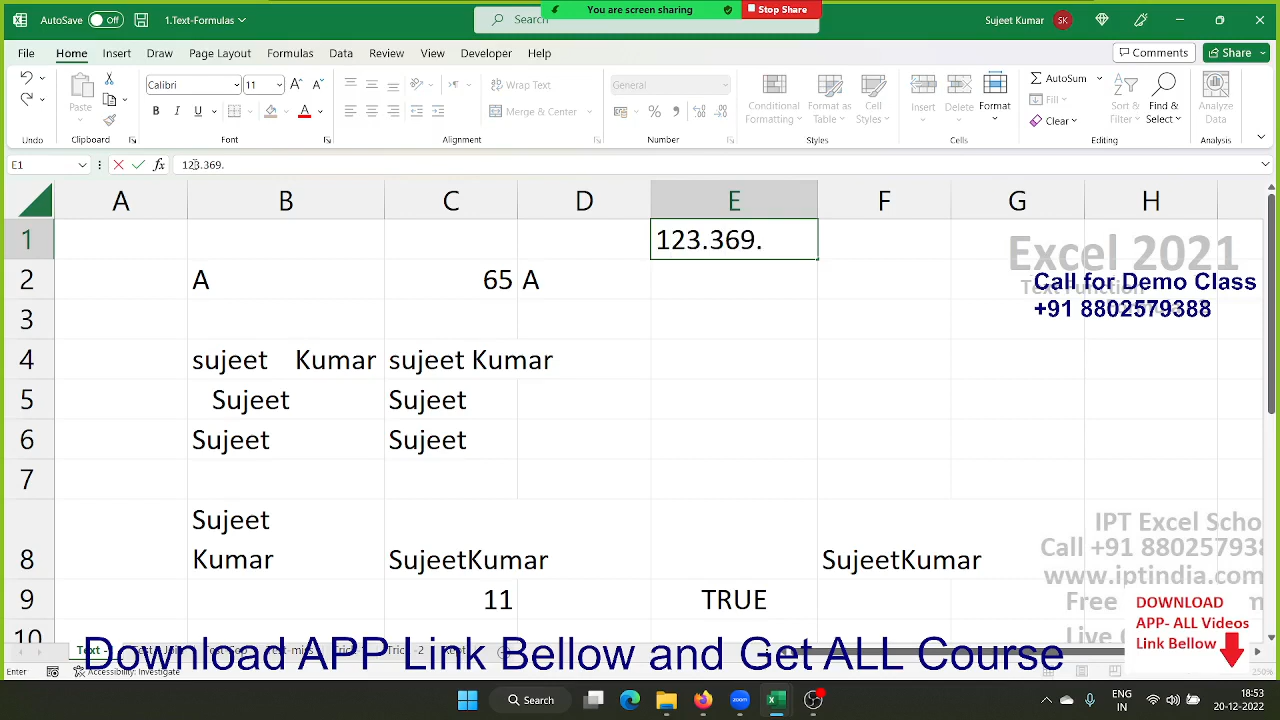 AutoSave Off 1.Text-Formulas Search You are screen sharing Stop Share Sujeet Kumar SK
File Home Insert Draw Page Layout Formulas Data Review View Developer Help Comments Share
Calibri 11 Wrap Text General AutoSum
Paste Merge & Center Conditional Formatting Format Table Cell Styles Insert Delete Format Fill Clear Sort & Filter Find & Select Analyze Data
Undo Clipboard Font Alignment Number Styles Cells Editing Analysis
E1 123.369.
A B C D E F G H
1 123.369.
Excel 2021
2 A 65 A
Call for Demo Class
+91 8802579388
3
4 sujeet Kumar sujeet Kumar
5 Sujeet Sujeet
6 Sujeet Sujeet
7
8 Sujeet
Kumar SujeetKumar SujeetKumar
9 11 TRUE
10
IPT Excel Scho
Call +91 88025793
www.iptindia.com
Free
Live
DOWNLOAD
APP- ALL Videos
Link Bellow
Download APP Link Bellow and Get ALL Course
Enter Accessibility: Investigate 250%
Search ENG
IN 18:53
20-12-2022